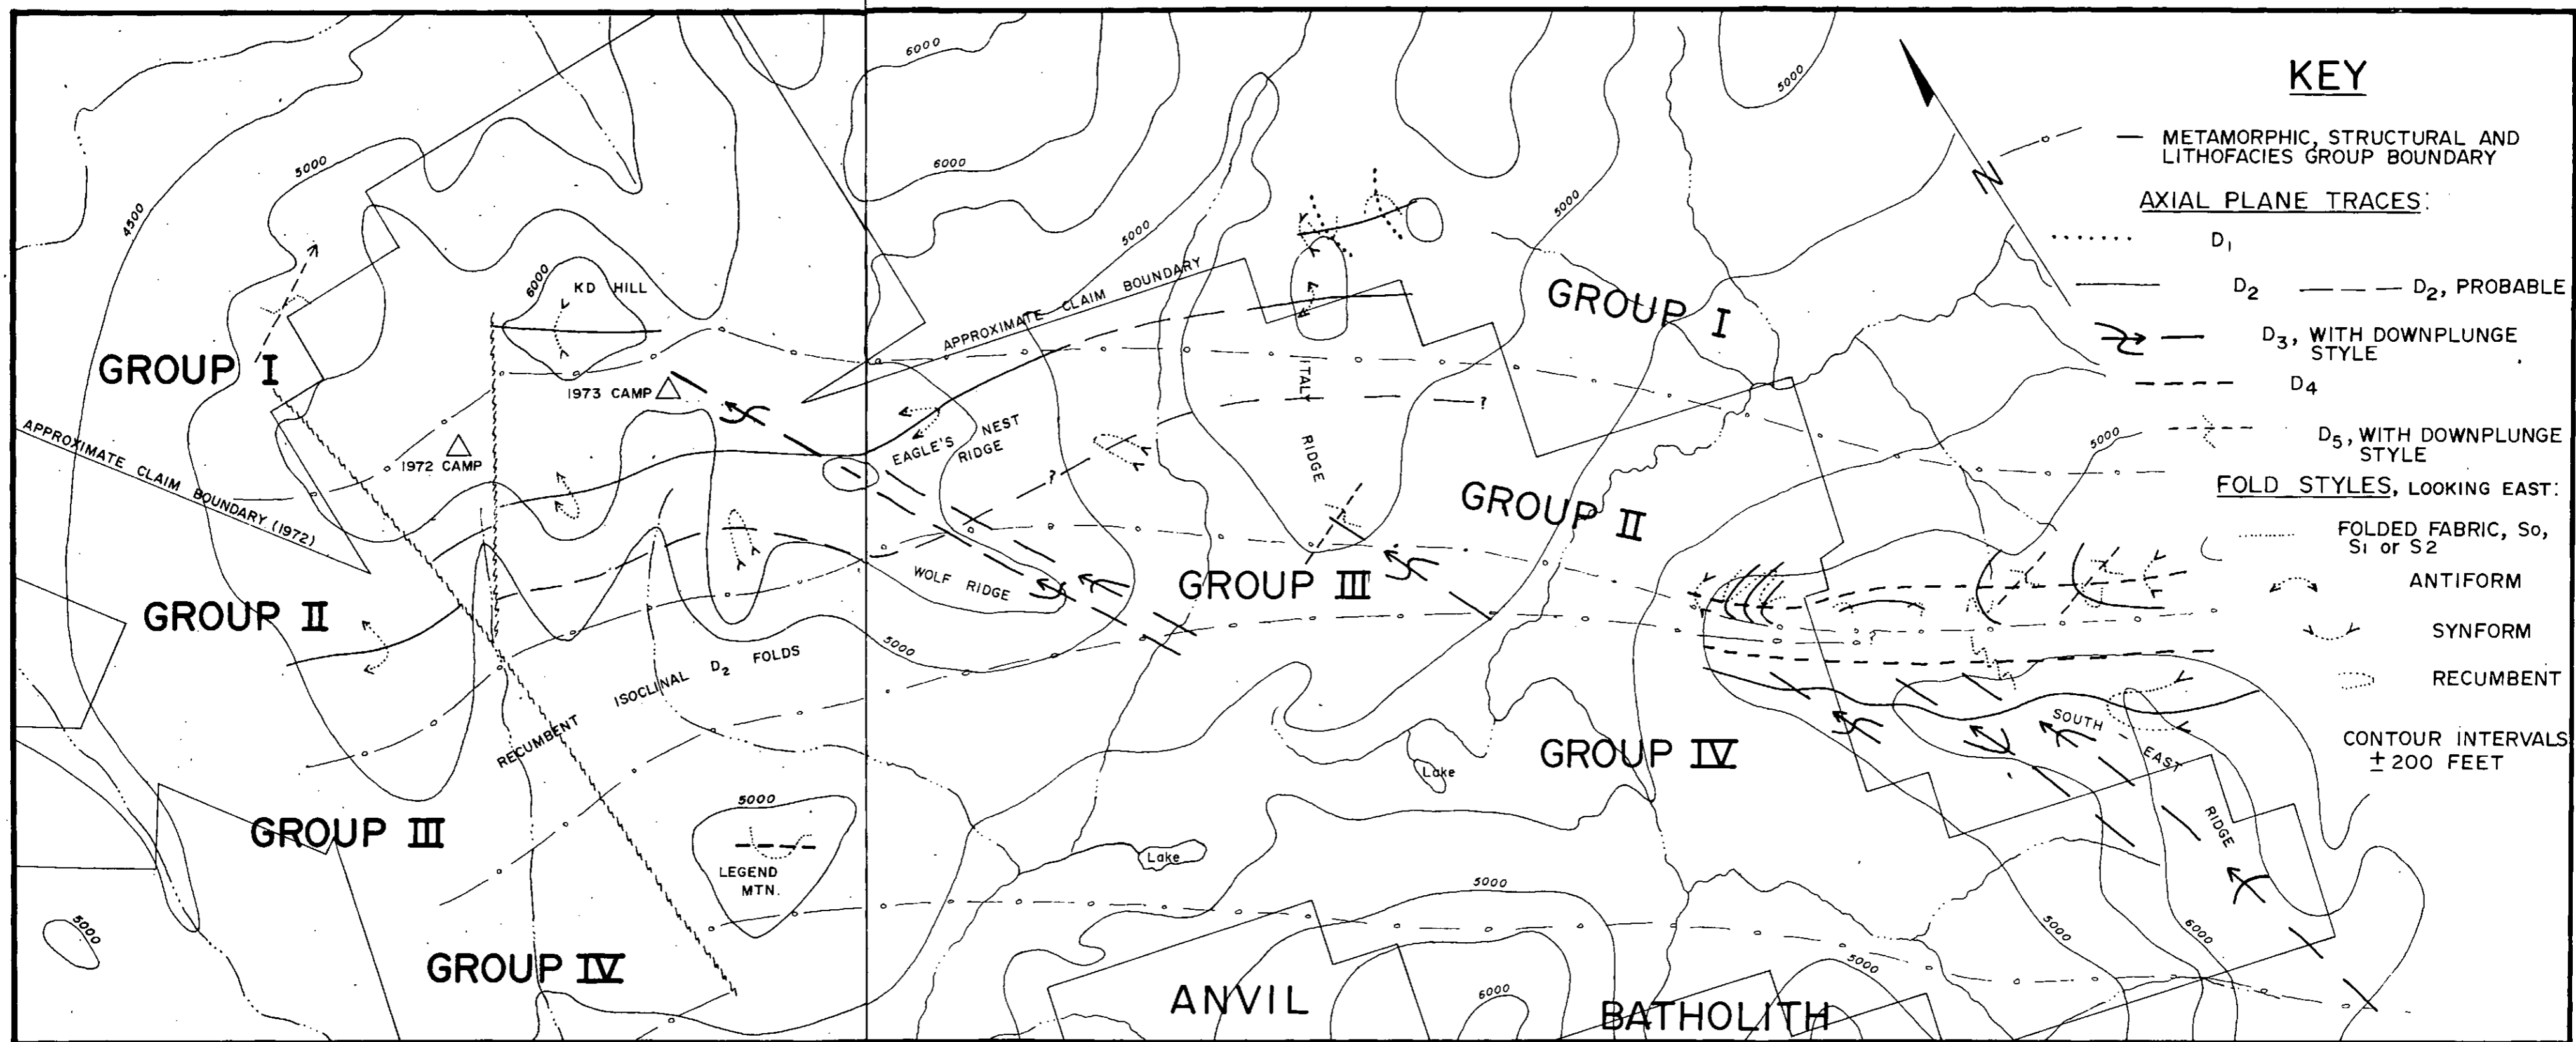 KEY
METAMORPHIC, STRUCTURAL AND
LITHOFACIES GROUP BOUNDARY
AXIAL PLANE TRACES:
D1
D2
D2, PROBABLE
D3, WITH DOWNPLUNGE
STYLE
D4
D5, WITH DOWNPLUNGE
STYLE
FOLD STYLES, LOOKING EAST:
FOLDED FABRIC, So,
S1 or S2
ANTIFORM
SYNFORM
RECUMBENT
CONTOUR INTERVALS
± 200 FEET
N
6000
5000
5000
6000
4500
5000
5000
6000
KD HILL
APPROXIMATE CLAIM BOUNDARY
GROUP I
GROUP I
1973 CAMP
ITALY RIDGE
?
EAGLE'S NEST
RIDGE
1972 CAMP
APPROXIMATE CLAIM BOUNDARY (1972)
?
5000
GROUP II
GROUP III
WOLF RIDGE
GROUP II
5000
?
RECUMBENT ISOCLINAL D2 FOLDS
SOUTH - EAST RIDGE
GROUP IV
Lake
5000
GROUP III
LEGEND
MTN.
Lake
5000
5000
5000
6000
5000
GROUP IV
6000
ANVIL BATHOLITH